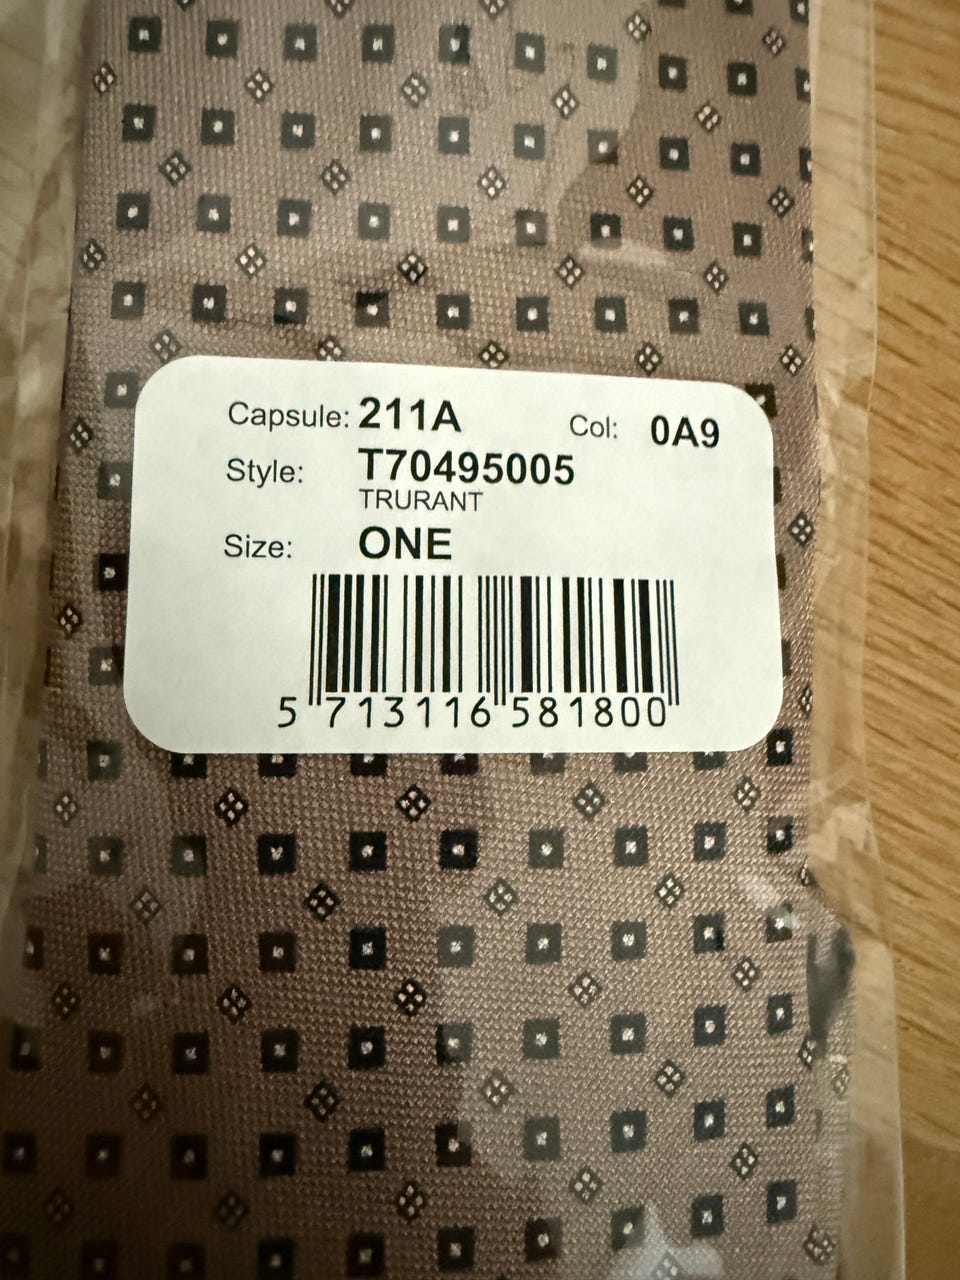 Capsule: 211A Col: 0A9
Style: T70495005
TRURANT
Size: ONE
5 713116 581800